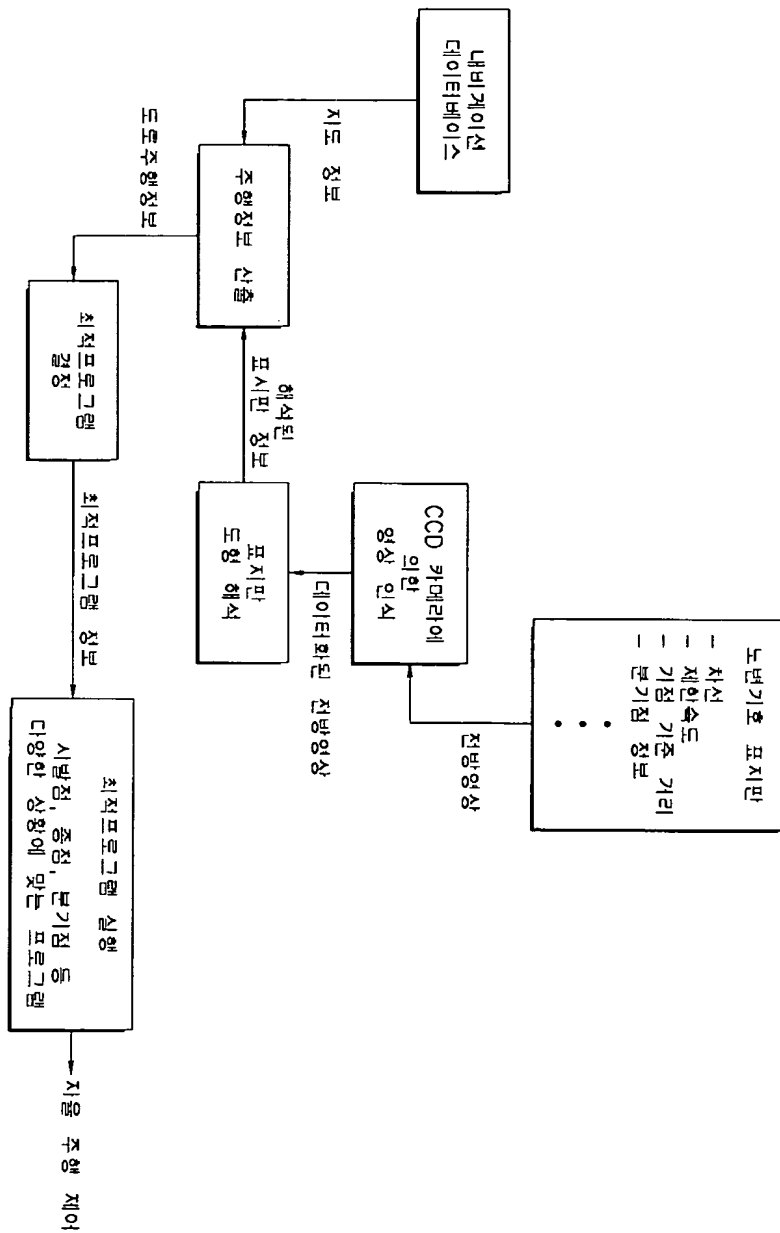 노변기호 표지판
- 차선
- 제한속도
- 기점 기준 거리
- 분기점 정보
• • •
전방영상
CCD 카메라에
의한
영상 인식
데이터화된 전방영상
표지판
도형 해석
해석된
표시판 정보
내비게이션
데이터베이스
지도 정보
주행정보 산출
도로주행정보
최적프로그램
결정
최적프로그램 정보
최적프로그램 실행
시발점, 종점, 분기점 등
다양한 상황에 맞는 프로그램
자율 주행 제어